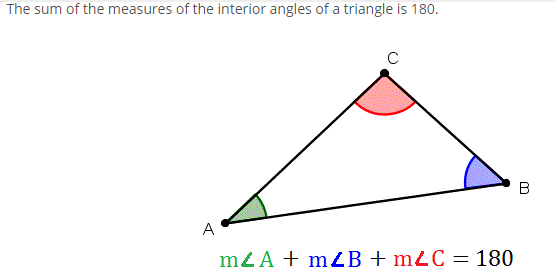 The sum of the measures of the interior angles of a triangle is 180.
C
B
A
m∠A + m∠B + m∠C = 180